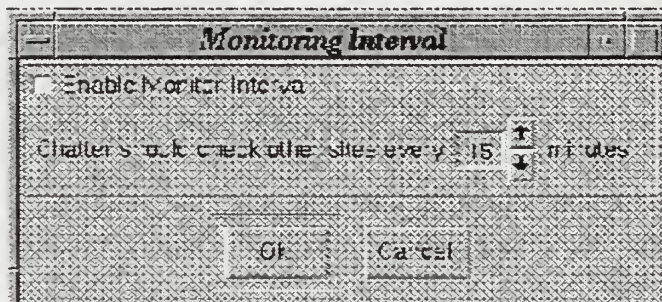 Monitoring Interval
Enable Monitor Interval
Chatter should check other sites every 15 minutes
OK Cancel